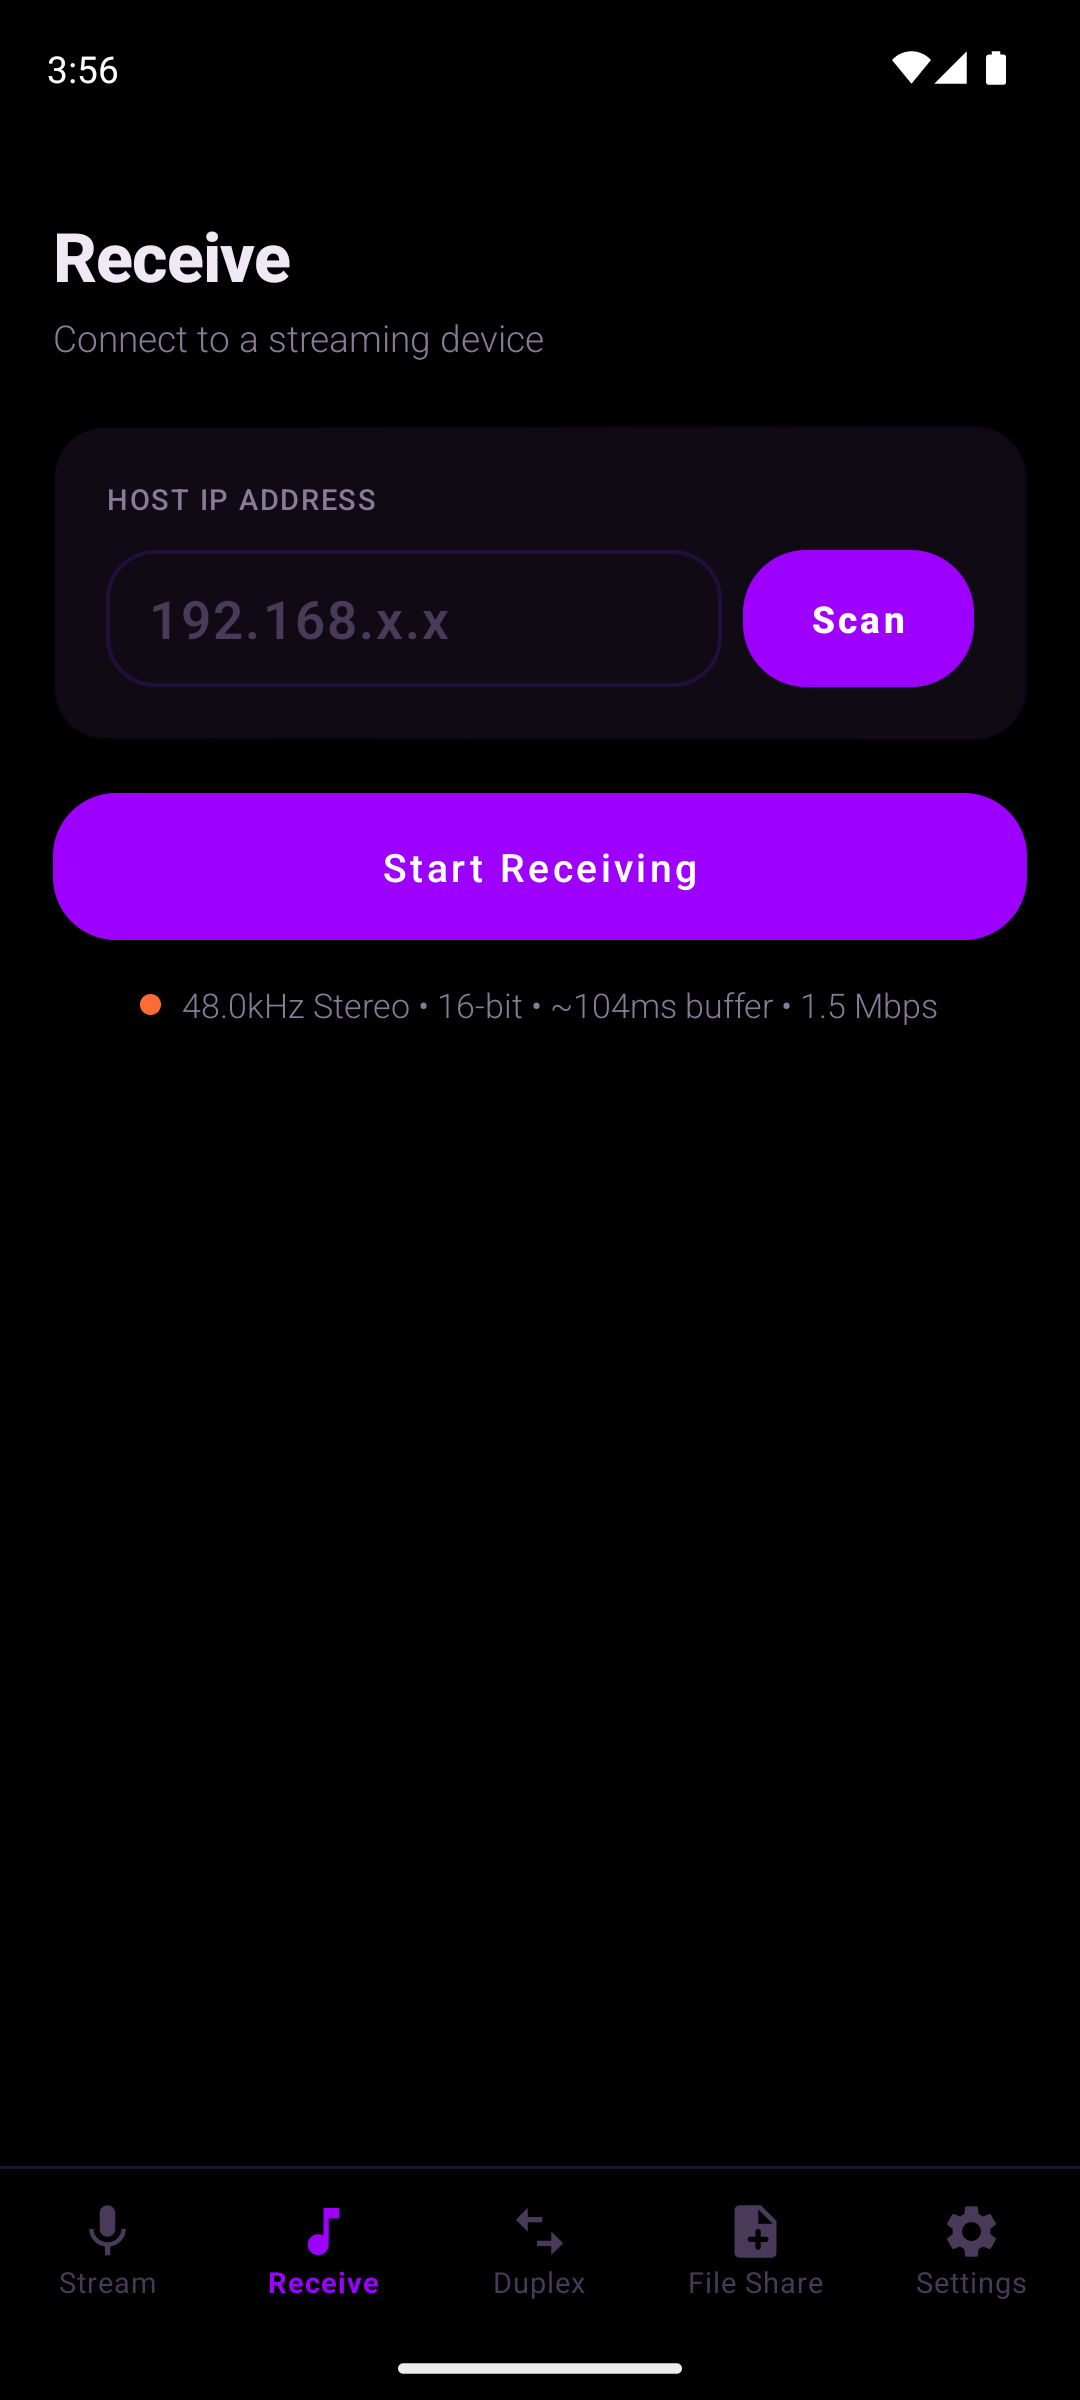 3:56
Receive
Connect to a streaming device
HOST IP ADDRESS
192.168.x.x
Scan
Start Receiving
48.0kHz Stereo • 16-bit • ~104ms buffer • 1.5 Mbps
Stream
Receive
Duplex
File Share
Settings